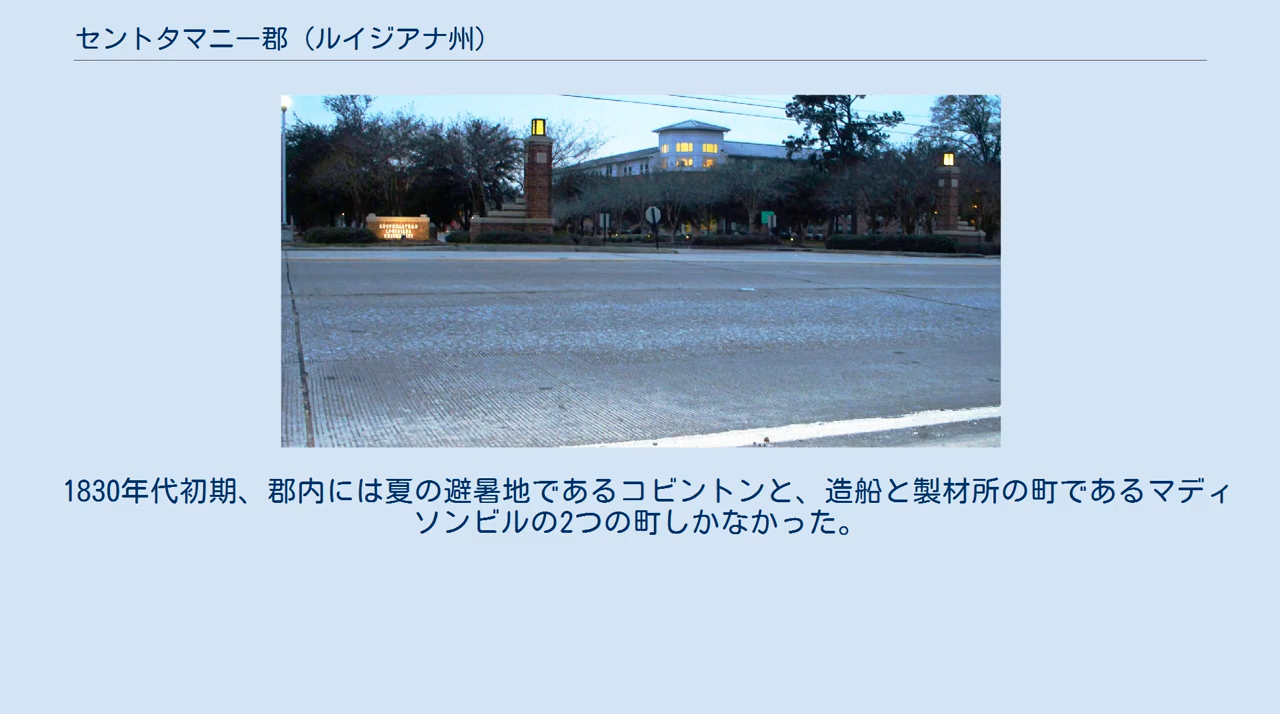 セントタマニー郡（ルイジアナ州）
SOUTHEASTERN
LOUISIANA
UNIVERSITY
1830年代初期、郡内には夏の避暑地であるコビントンと、造船と製材所の町であるマディ
ソンビルの2つの町しかなかった。